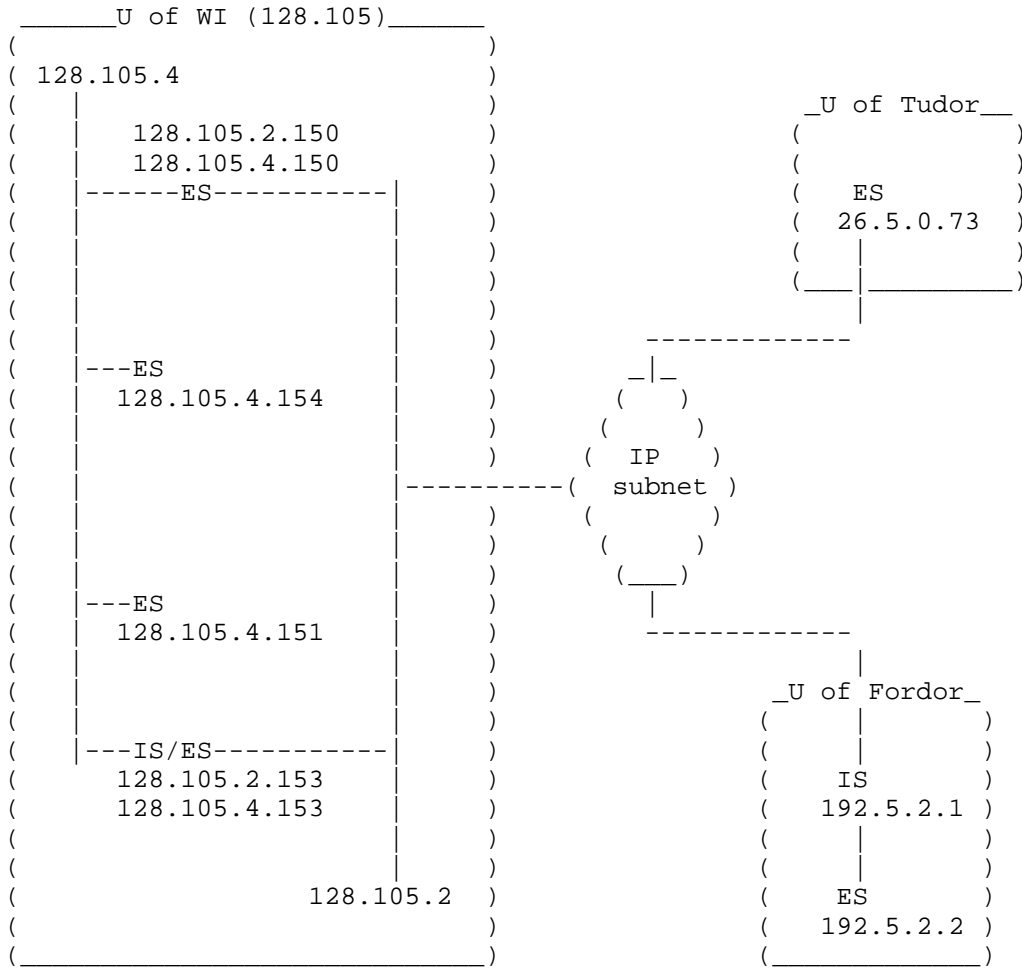 U of WI (128.105)
128.105.4
U of Tudor
128.105.2.150
128.105.4.150
ES
ES
26.5.0.73
ES
128.105.4.154
IP
subnet
ES
128.105.4.151
U of Fordor
IS/ES
128.105.2.153
IS
128.105.4.153
192.5.2.1
128.105.2
ES
192.5.2.2